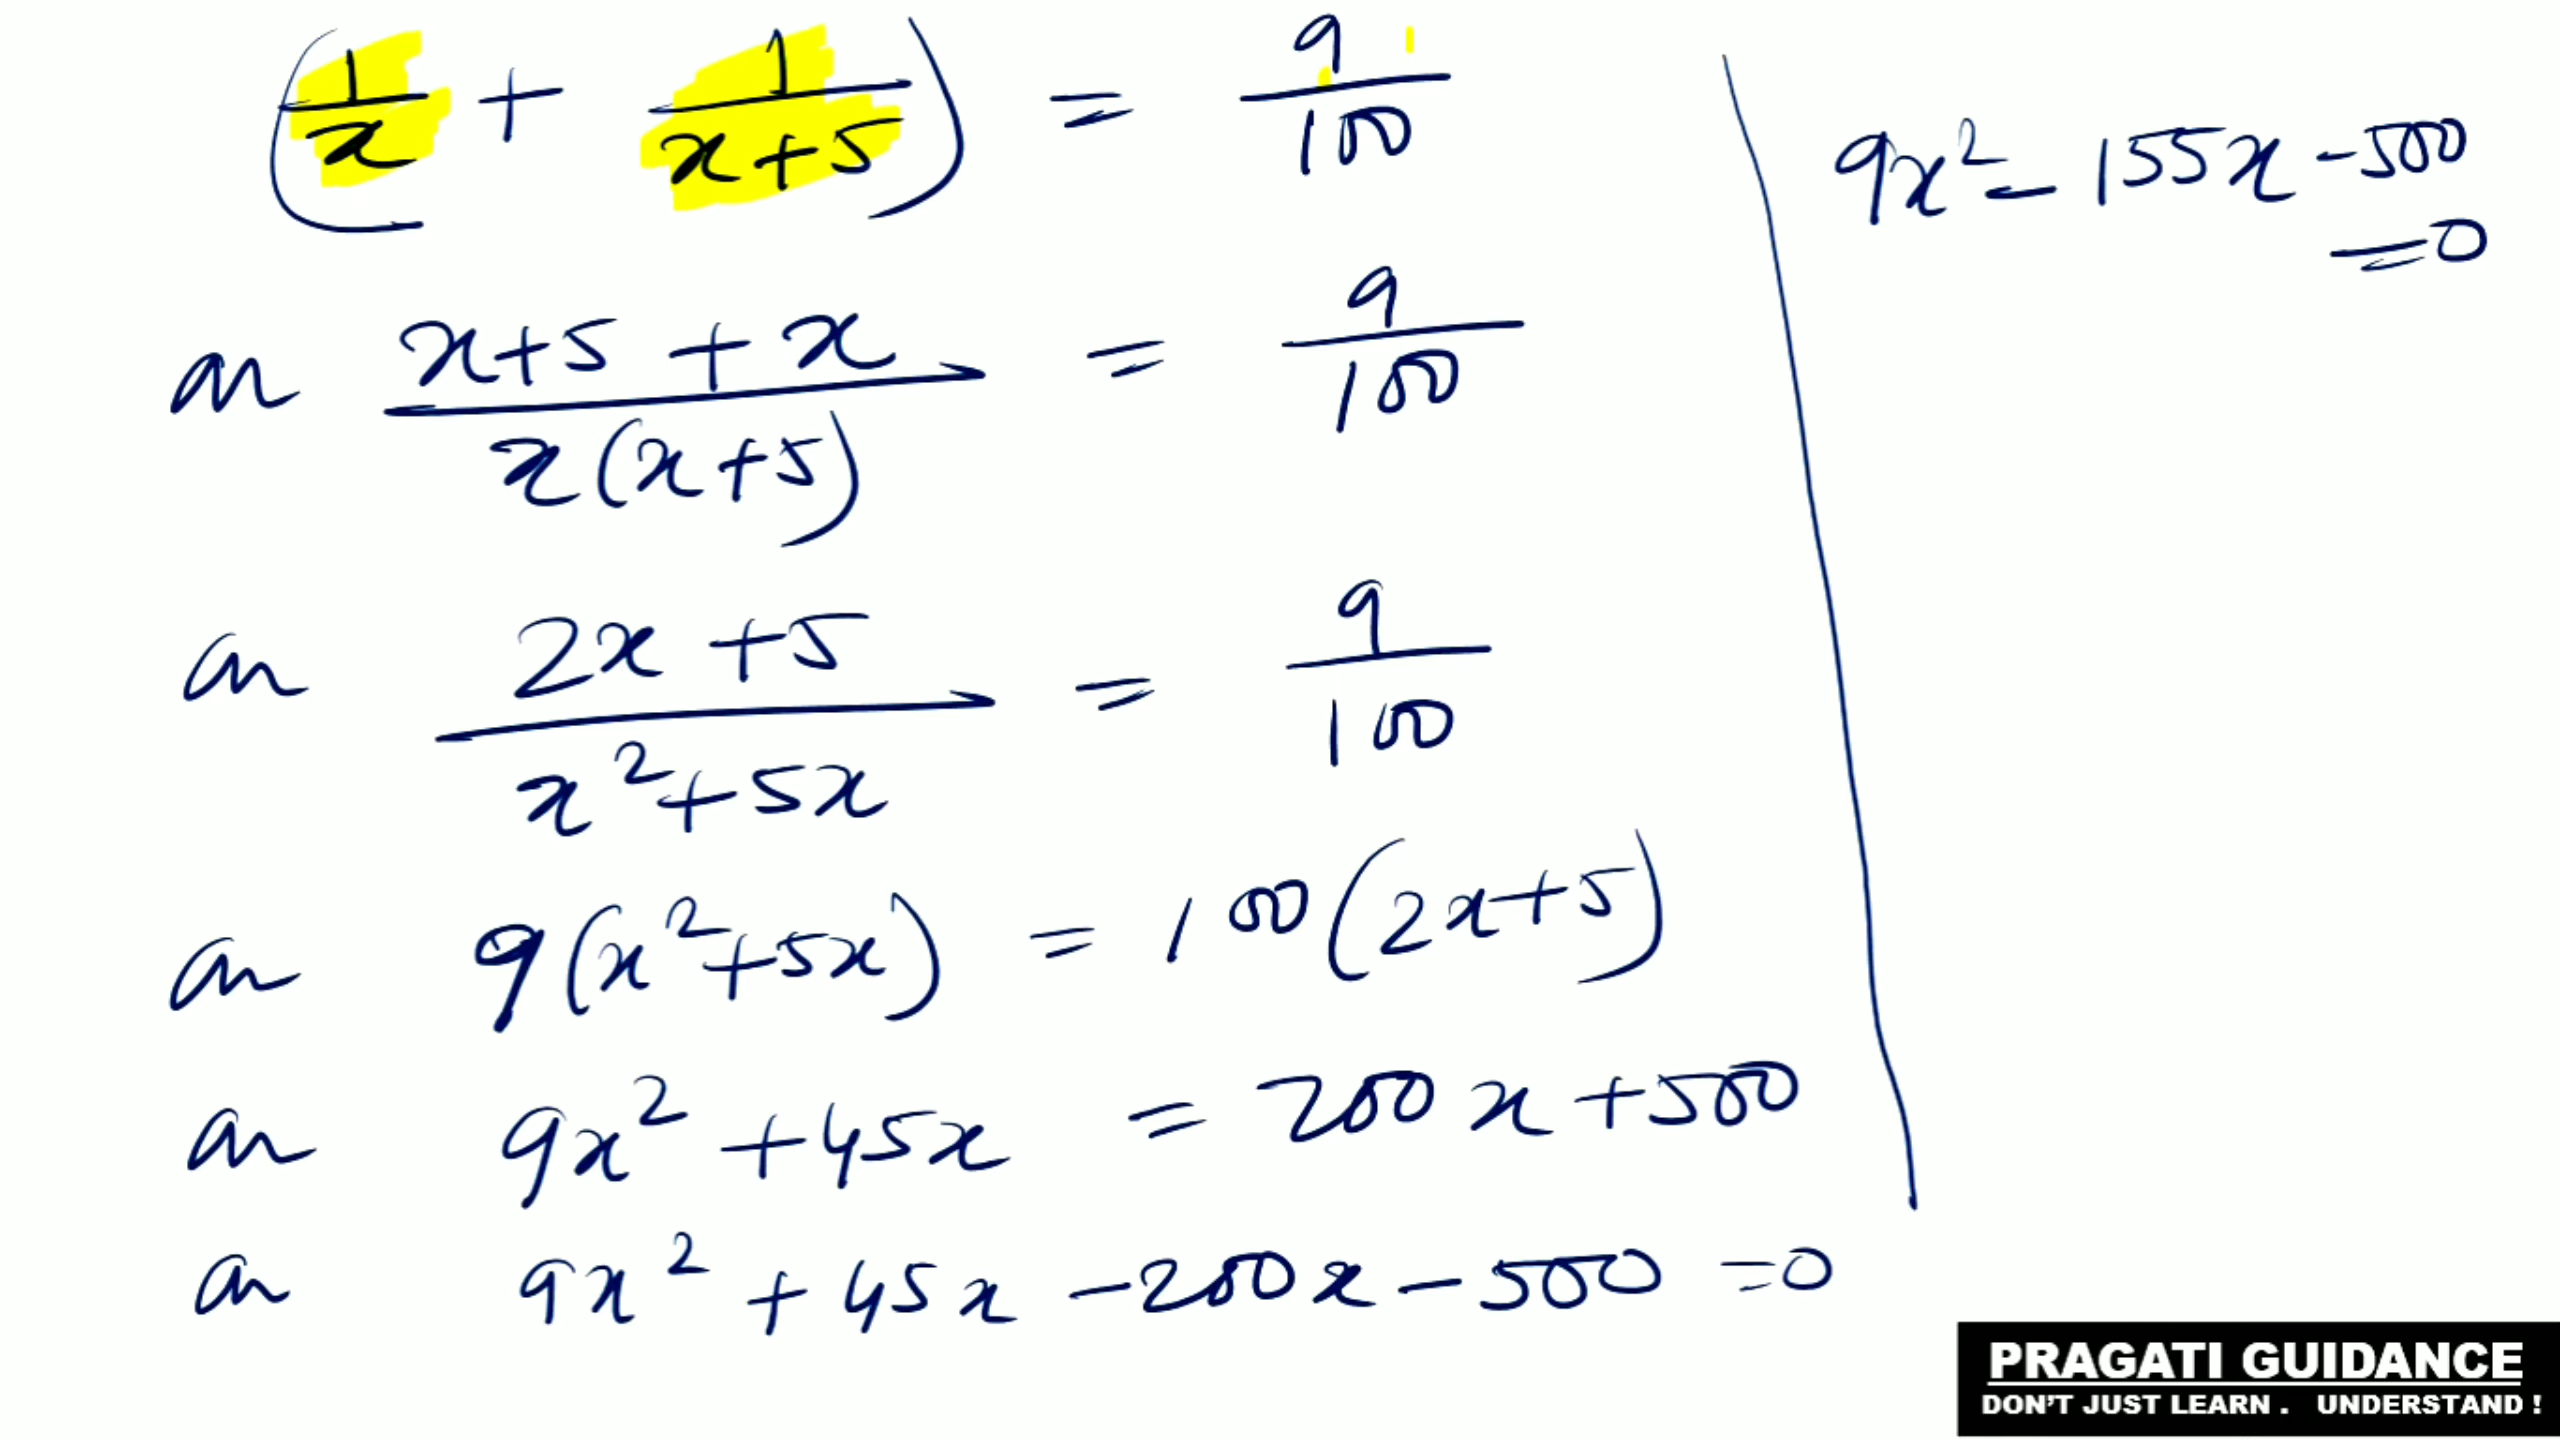 (1/x + 1/(x+5)) = 9/100
or (x+5+x)/(x(x+5)) = 9/100
or (2x+5)/(x²+5x) = 9/100
or 9(x²+5x) = 100(2x+5)
or 9x²+45x = 200x+500
or 9x²+45x-200x-500=0
9x²-155x-500
=0
PRAGATI GUIDANCE
DON'T JUST LEARN. UNDERSTAND!